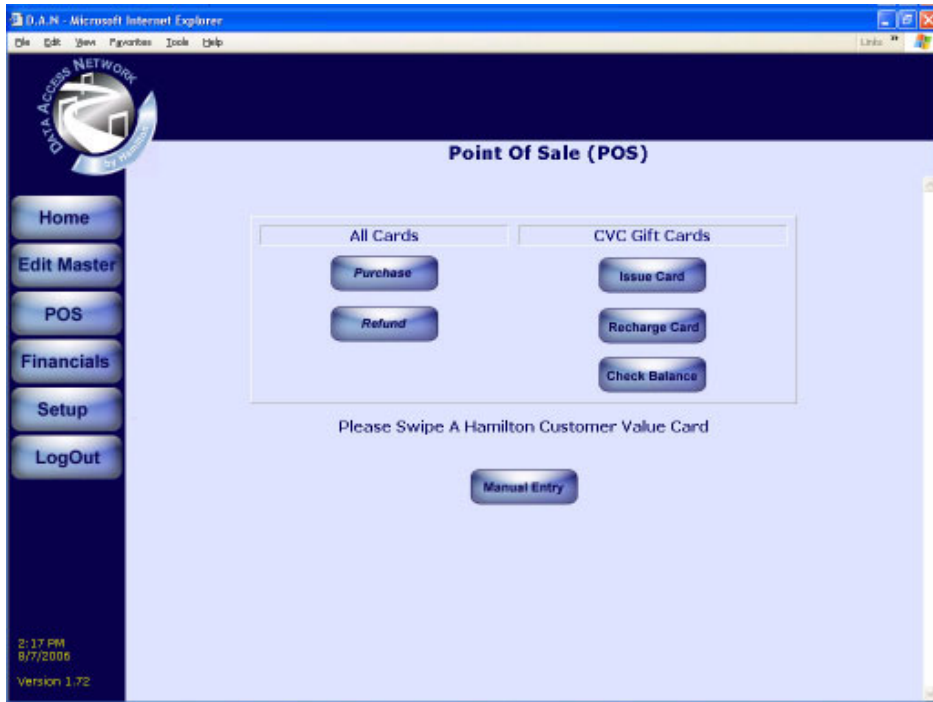 D.A.N - Microsoft Internet Explorer
File Edit View Favorites Tools Help
Links »
DATA ACCESS NETWORK
by Hamilton
Point Of Sale (POS)
Home
Edit Master
POS
Financials
Setup
LogOut
All Cards
CVC Gift Cards
Purchase
Issue Card
Refund
Recharge Card
Check Balance
Please Swipe A Hamilton Customer Value Card
Manual Entry
2:17 PM
8/7/2006
Version 1.72